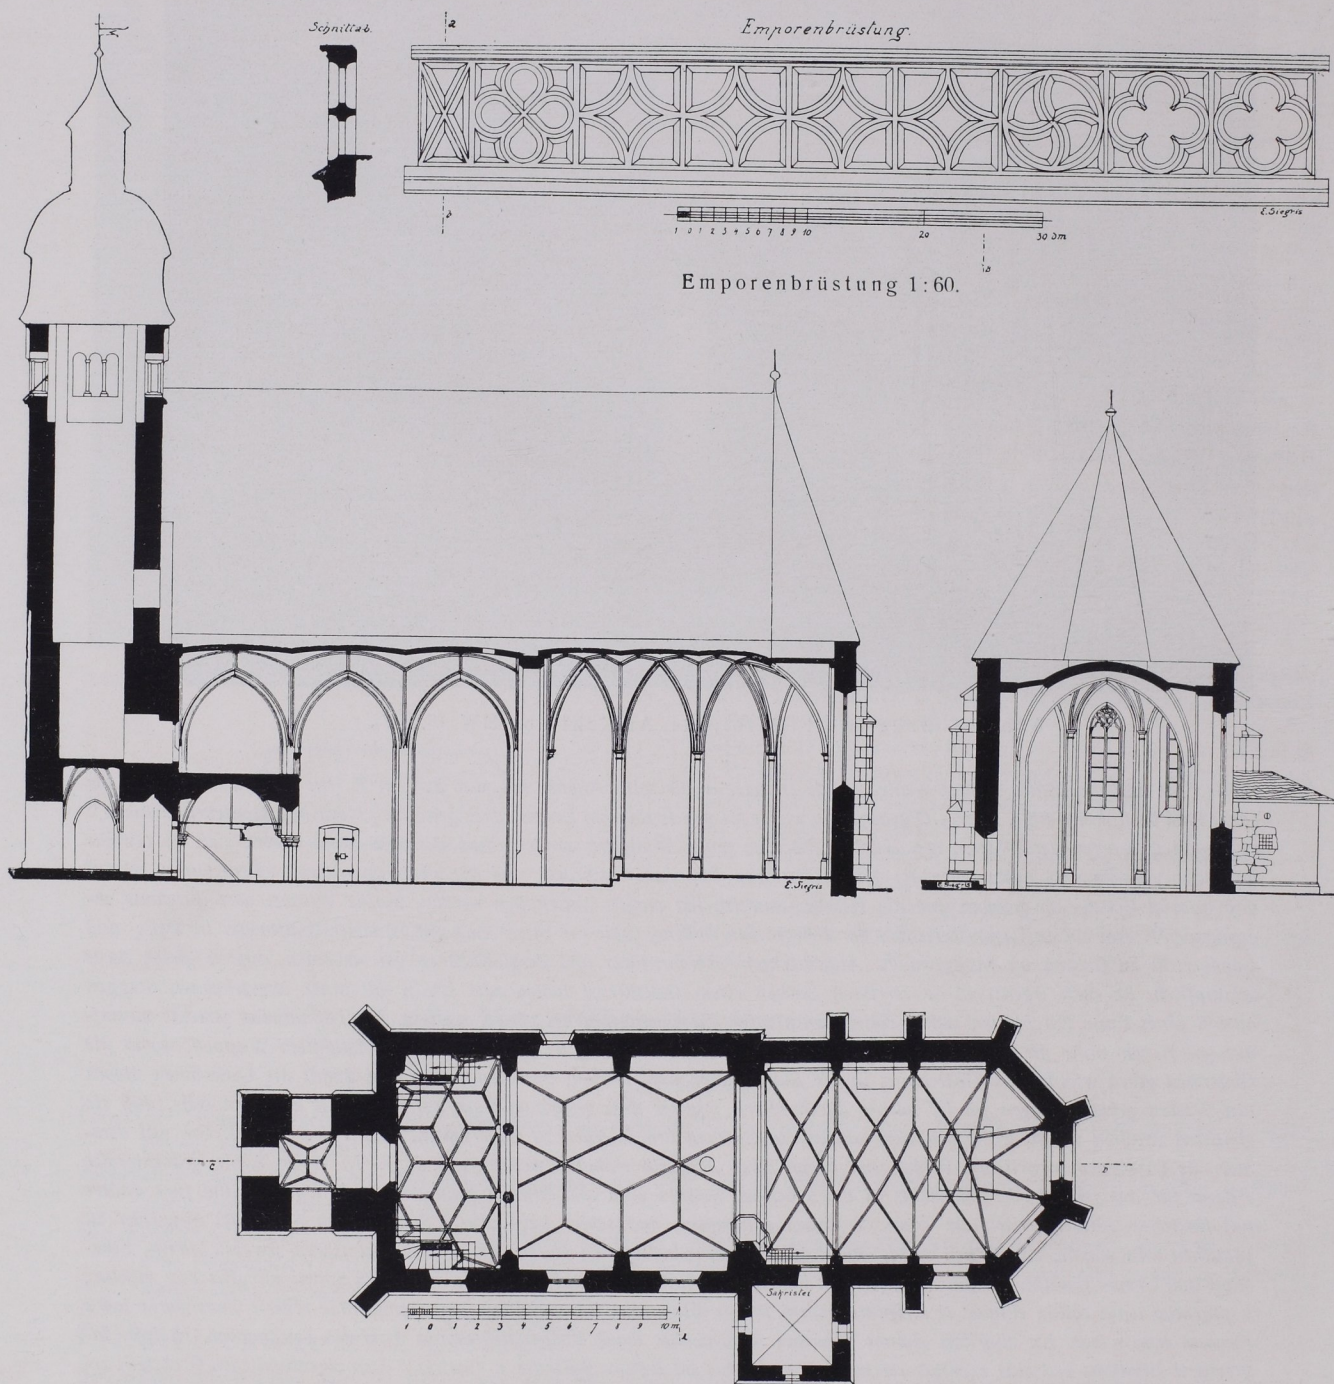 Schnitt a-b.
a
Emporenbrüstung.
E. Siegris
1 0 1 2 3 4 5 6 7 8 9 10 20 30 Dm
Emporenbrüstung 1:60.
E. Siegris
C
Sakristei
1 0 1 2 3 4 5 6 7 8 9 10 m